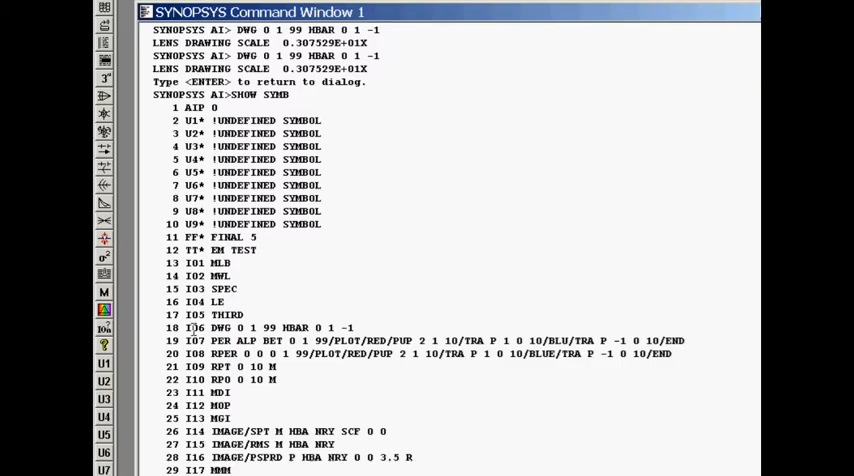 SYNOPSYS Command Window 1
SYNOPSYS AI> DWG 0 1 99 HBAR 0 1 -1
LENS DRAWING SCALE 0.307529E+01X
SYNOPSYS AI> DWG 0 1 99 HBAR 0 1 -1
LENS DRAWING SCALE 0.307529E+01X
Type <ENTER> to return to dialog.
SYNOPSYS AI>SHOW SYMB
1 AIP 0
2 U1* !UNDEFINED SYMBOL
3 U2* !UNDEFINED SYMBOL
4 U3* !UNDEFINED SYMBOL
5 U4* !UNDEFINED SYMBOL
6 U5* !UNDEFINED SYMBOL
7 U6* !UNDEFINED SYMBOL
8 U7* !UNDEFINED SYMBOL
9 U8* !UNDEFINED SYMBOL
10 U9* !UNDEFINED SYMBOL
11 FF* FINAL 5
12 TT* EM TEST
13 I01 MLB
14 I02 MWL
15 I03 SPEC
16 I04 LE
17 I05 THIRD
18 I06 DWG 0 1 99 HBAR 0 1 -1
19 I07 PER ALP BET 0 1 99/PLOT/RED/PUP 2 1 10/TRA P 1 0 10/BLU/TRA P -1 0 10/END
20 I08 RPER 0 0 0 1 99/PLOT/RED/PUP 2 1 10/TRA P 1 0 10/BLUE/TRA P -1 0 10/END
21 I09 RPT 0 10 M
22 I10 RPO 0 10 M
23 I11 MDI
24 I12 MOP
25 I13 MGI
26 I14 IMAGE/SPT M HBA NRY SCF 0 0
27 I15 IMAGE/RMS M HBA NRY
28 I16 IMAGE/PSPRD P HBA NRY 0 0 3.5 R
29 I17 MMM
3"
σ²
M
?
U1
U2
U3
U4
U5
U6
U7